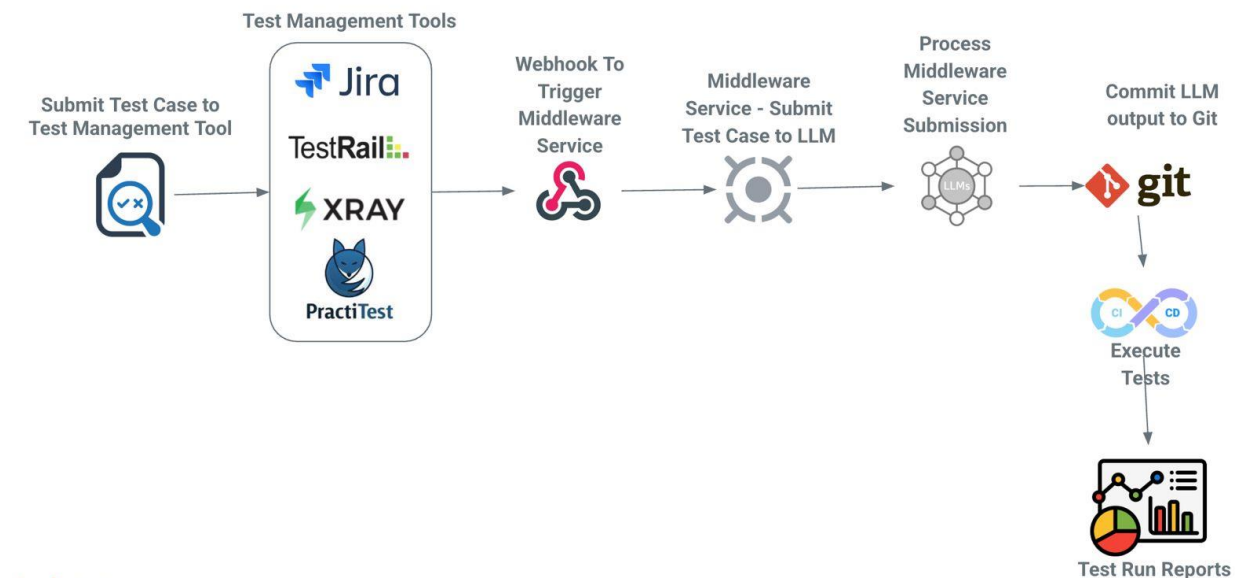 Test Management Tools
Submit Test Case to
Test Management Tool
Jira
TestRail
XRAY
PractiTest
Webhook To
Trigger
Middleware
Service
Middleware
Service - Submit
Test Case to LLM
Process
Middleware
Service
Submission
LLMs
Commit LLM
output to Git
git
CI
CD
Execute
Tests
Test Run Reports